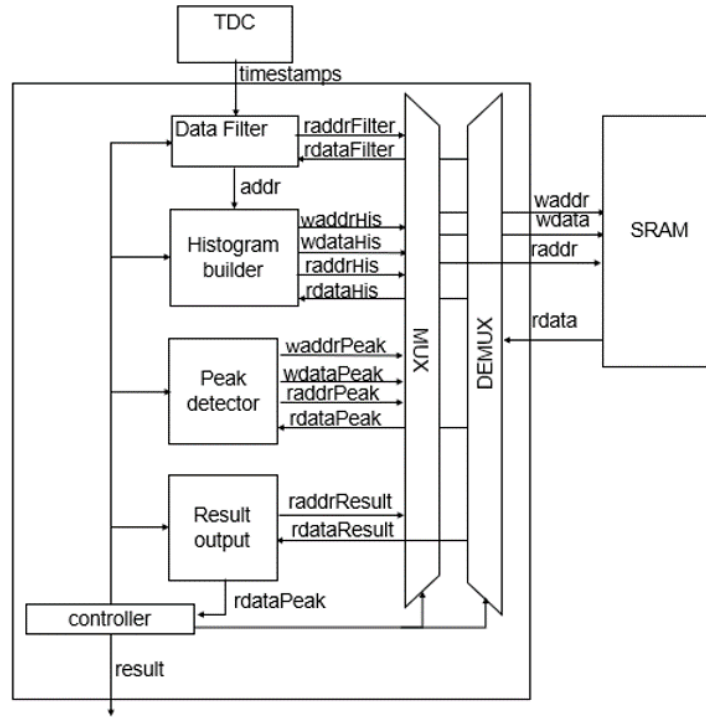 TDC
timestamps
Data Filter
raddrFilter
rdataFilter
addr
Histogram
builder
waddrHis
wdataHis
raddrHis
rdataHis
waddr
wdata
raddr
rdata
SRAM
MUX
DEMUX
Peak
detector
waddrPeak
wdataPeak
raddrPeak
rdataPeak
Result
output
raddrResult
rdataResult
rdataPeak
controller
result